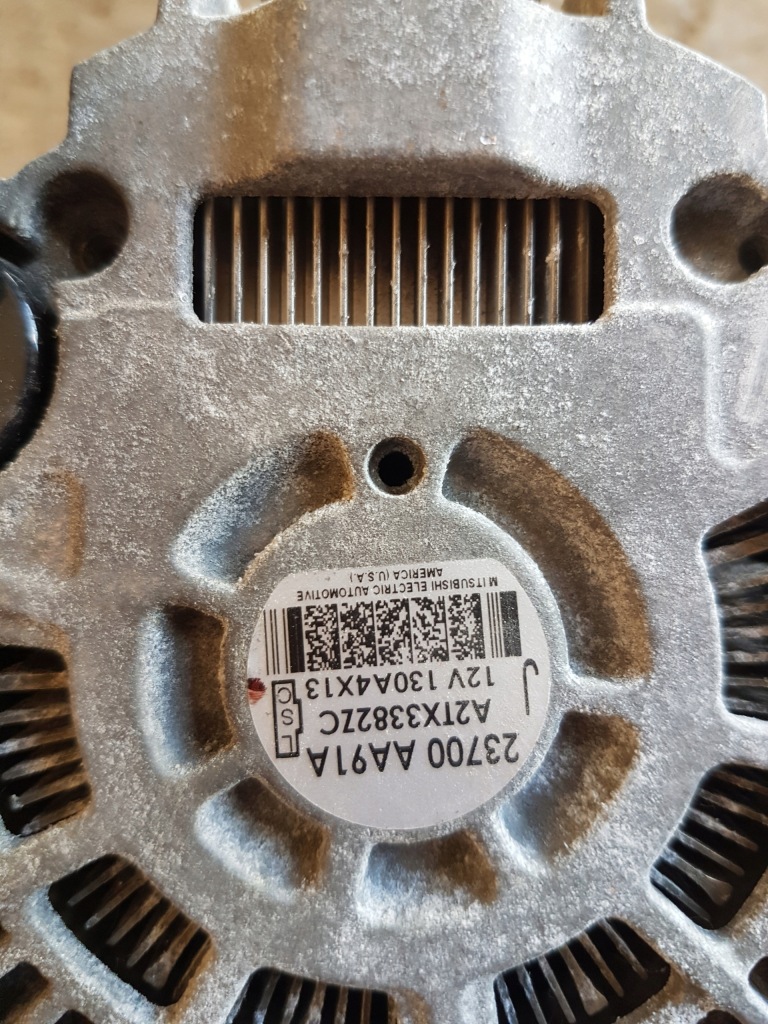 23700 AA91A
A2TX3382ZC
12V 130A4X13
L S C
J
MITSUBISHI ELECTRIC AUTOMOTIVE
AMERICA (U.S.A.)